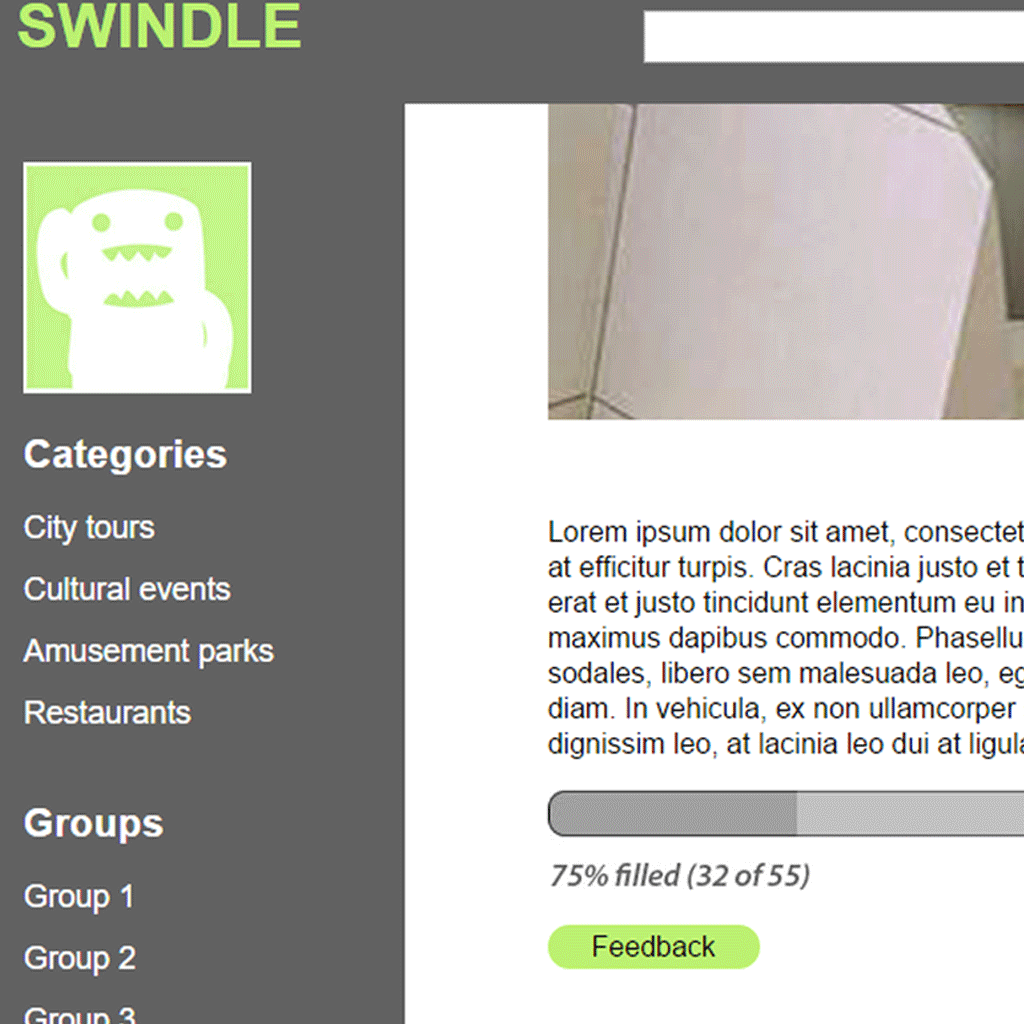 SWINDLE
Categories
City tours
Cultural events
Amusement parks
Restaurants
Groups
Group 1
Group 2
Group 3
Lorem ipsum dolor sit amet, consectet
at efficitur turpis. Cras lacinia justo et t
erat et justo tincidunt elementum eu in
maximus dapibus commodo. Phasellu
sodales, libero sem malesuada leo, eg
diam. In vehicula, ex non ullamcorper
dignissim leo, at lacinia leo dui at ligula
75% filled (32 of 55)
Feedback